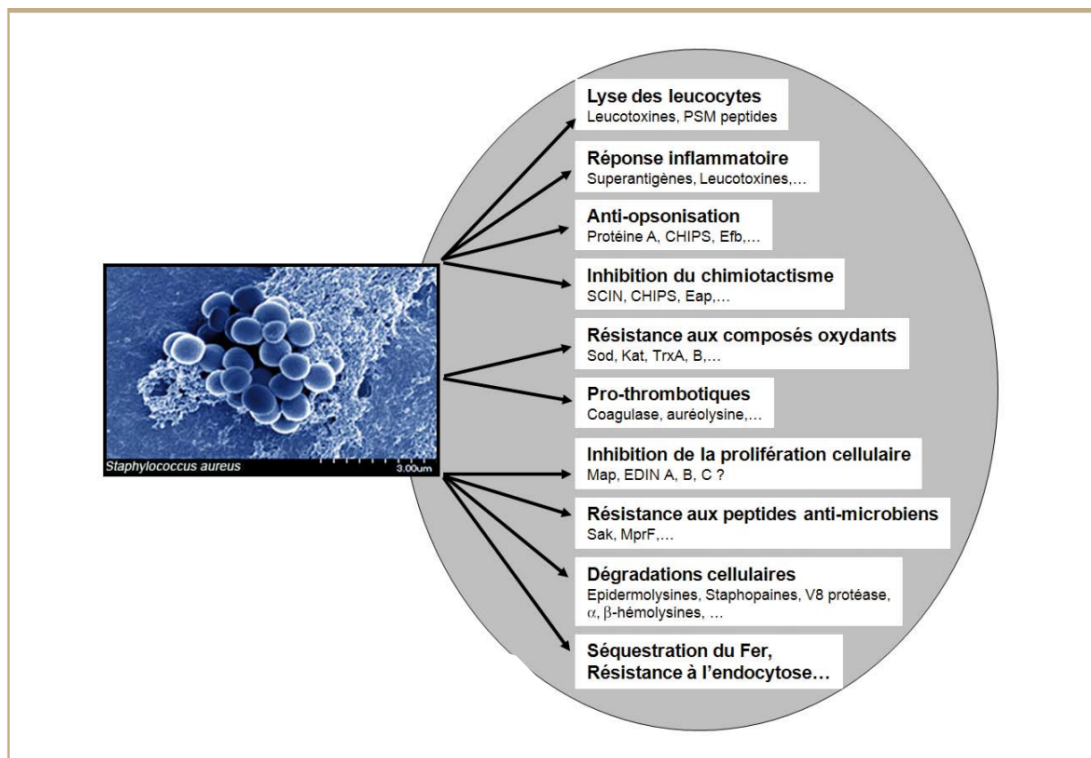 Lyse des leucocytes
Leucotoxines, PSM peptides
Réponse inflammatoire
Superantigènes, Leucotoxines,...
Anti-opsonisation
Protéine A, CHIPS, Efb,...
Inhibition du chimiotactisme
SCIN, CHIPS, Eap,...
Résistance aux composés oxydants
Sod, Kat, TrxA, B,...
Pro-thrombotiques
Coagulase, auréolysine,...
Inhibition de la prolifération cellulaire
Map, EDIN A, B, C ?
Résistance aux peptides anti-microbiens
Sak, MprF,...
Dégradations cellulaires
Epidermolysines, Staphopaines, V8 protéase,
α, β-hémolysines, ...
Séquestration du Fer,
Résistance à l'endocytose...
Staphylococcus aureus
3.00um